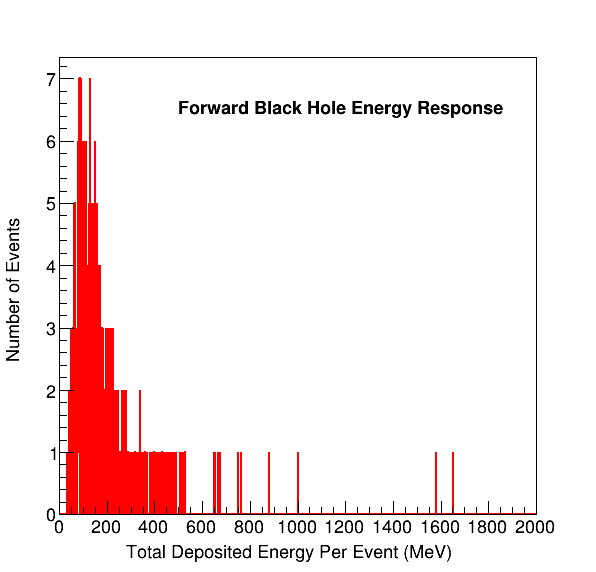 Forward Black Hole Energy Response
Number of Events
7
6
5
4
3
2
1
0
0 200 400 600 800 1000 1200 1400 1600 1800 2000
Total Deposited Energy Per Event (MeV)